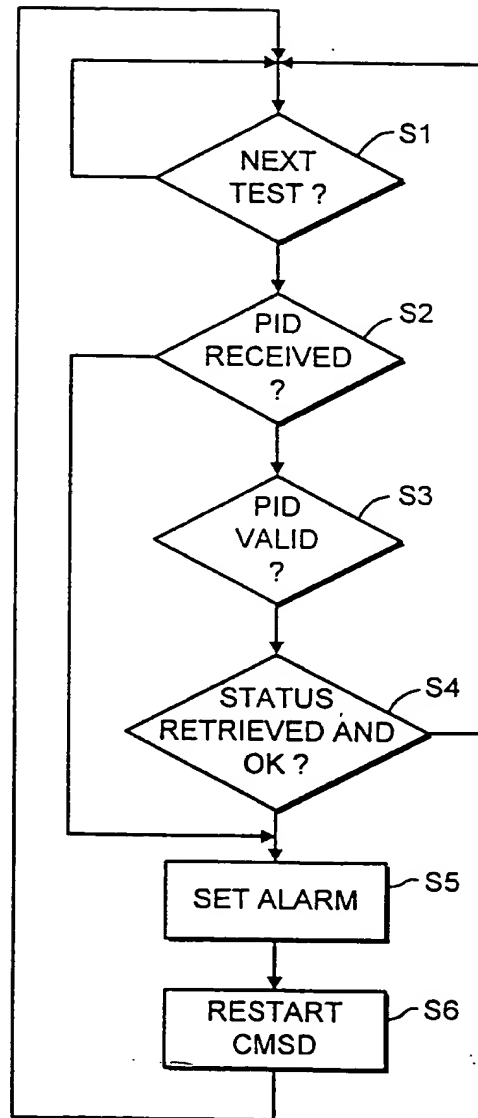 S1
NEXT
TEST ?
S2
PID
RECEIVED
?
S3
PID
VALID
?
S4
STATUS
RETRIEVED AND
OK ?
S5
SET ALARM
S6
RESTART
CMSD